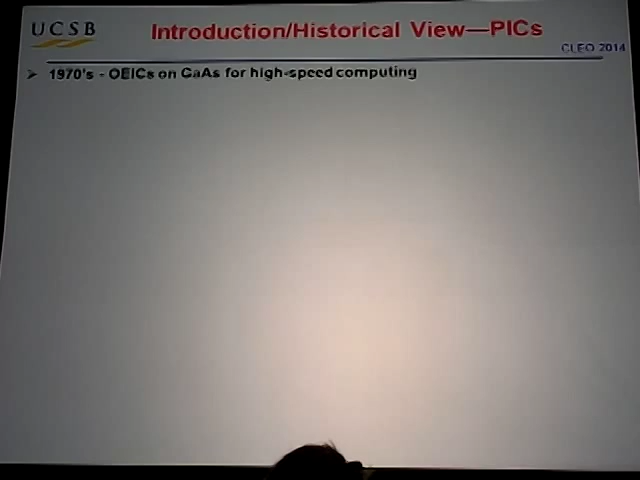 UCSB
Introduction/Historical View—PICs
CLEO 2014
➢ 1970's - OEICs on GaAs for high-speed computing